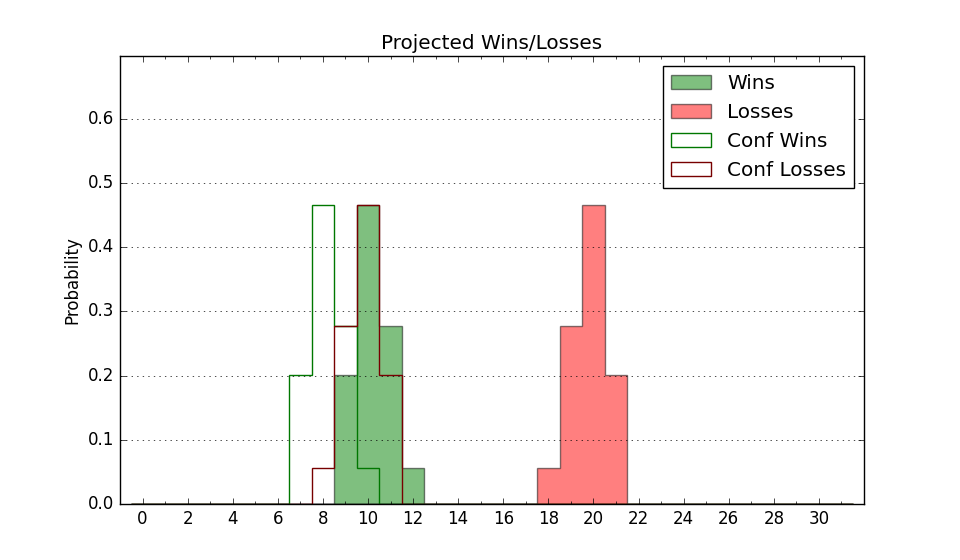 Projected Wins/Losses
Wins
Losses
Conf Wins
Conf Losses
Probability
0.6
0.5
0.4
0.3
0.2
0.1
0.0
0 2 4 6 8 10 12 14 16 18 20 22 24 26 28 30